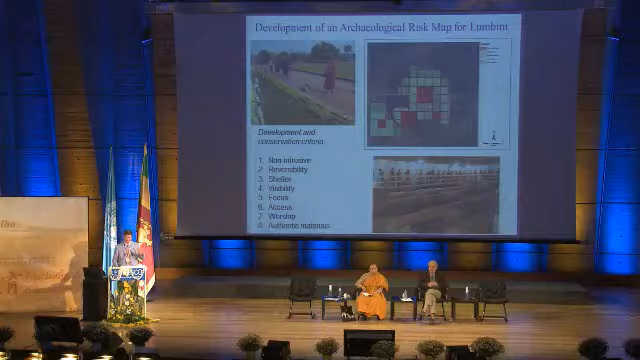 Development of an Archaeological Risk Map for Lumbini
Development and
conservation criteria
1. Non intrusive
2. Reversability
3. Shelter
4. Visibility
5. Focus
6. Access
7. Worship
8. Authentic materials